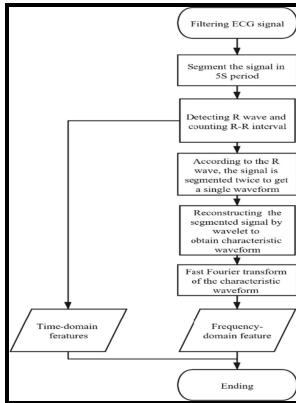 Filtering ECG signal
Segment the signal in
5S period
Detecting R wave and
counting R-R interval
According to the R
wave, the signal is
segmented twice to get
a single waveform
Reconstructing the
segmented signal by
wavelet to
obtain characteristic
waveform
Fast Fourier transform
of the characteristic
waveform
Time-domain
features
Frequency-
domain feature
Ending